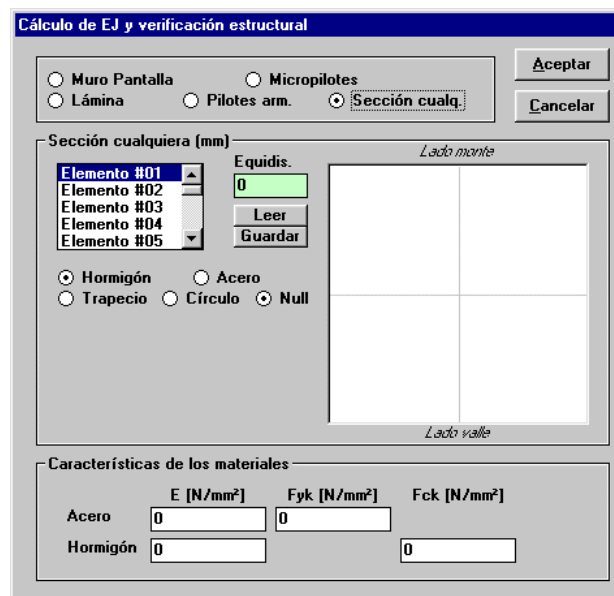 Cálculo de EJ y verificación estructural
Muro Pantalla
Micropilotes
Lámina
Pilotes arm.
Sección cualq.
Aceptar
Cancelar
Sección cualquiera (mm)
Elemento #01
Elemento #02
Elemento #03
Elemento #04
Elemento #05
Equidis.
0
Leer
Guardar
Hormigón
Acero
Trapecio
Círculo
Null
Lado monte
Lado valle
Características de los materiales
E [N/mm²] Fyk [N/mm²] Fck [N/mm²]
Acero 0 0
Hormigón 0 0